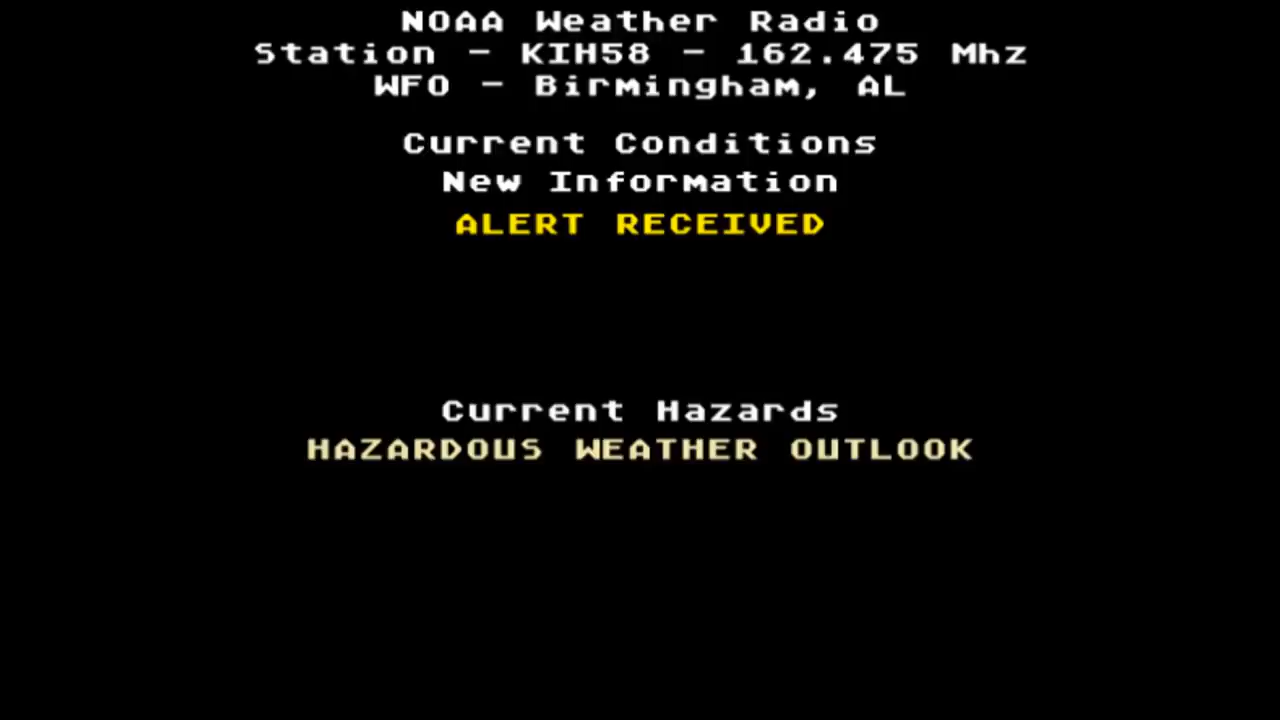 NOAA Weather Radio
Station - KIH58 - 162.475 Mhz
WFO - Birmingham, AL
Current Conditions
New Information
ALERT RECEIVED
Current Hazards
HAZARDOUS WEATHER OUTLOOK